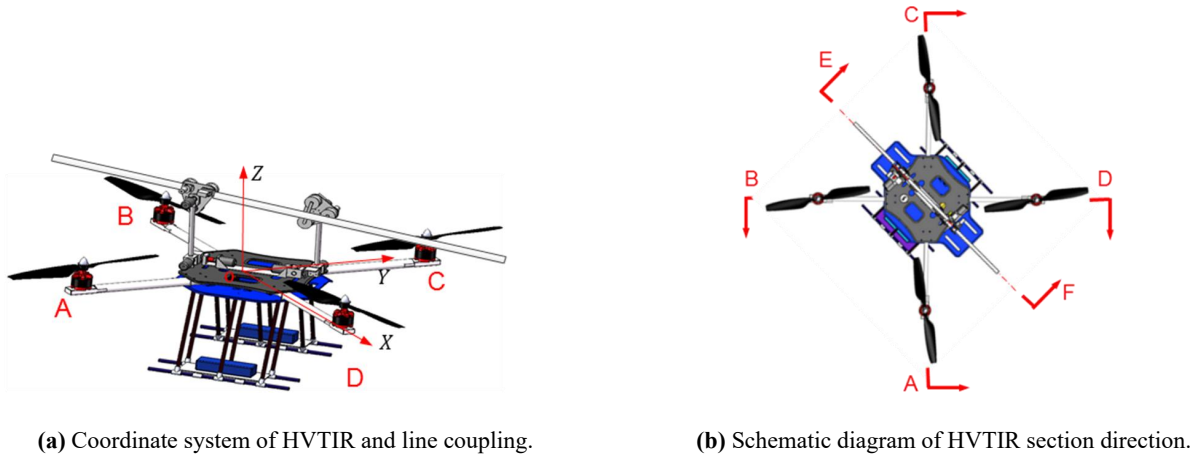 Z
B
C
A
Y
X
D
(a) Coordinate system of HVTIR and line coupling.
C
E
B
D
F
A
(b) Schematic diagram of HVTIR section direction.